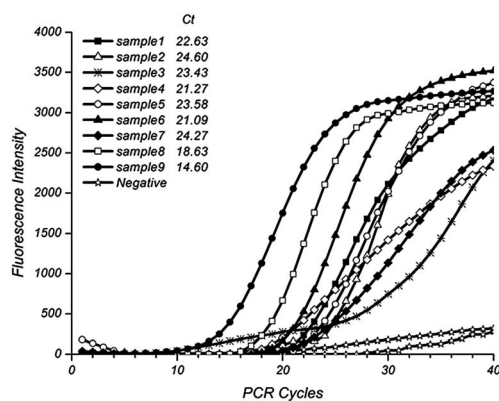 Ct
sample1 22.63
sample2 24.60
sample3 23.43
sample4 21.27
sample5 23.58
sample6 21.09
sample7 24.27
sample8 18.63
sample9 14.60
Negative
Fluorescence Intensity
4000
3500
3000
2500
2000
1500
1000
500
0
0 10 20 30 40
PCR Cycles